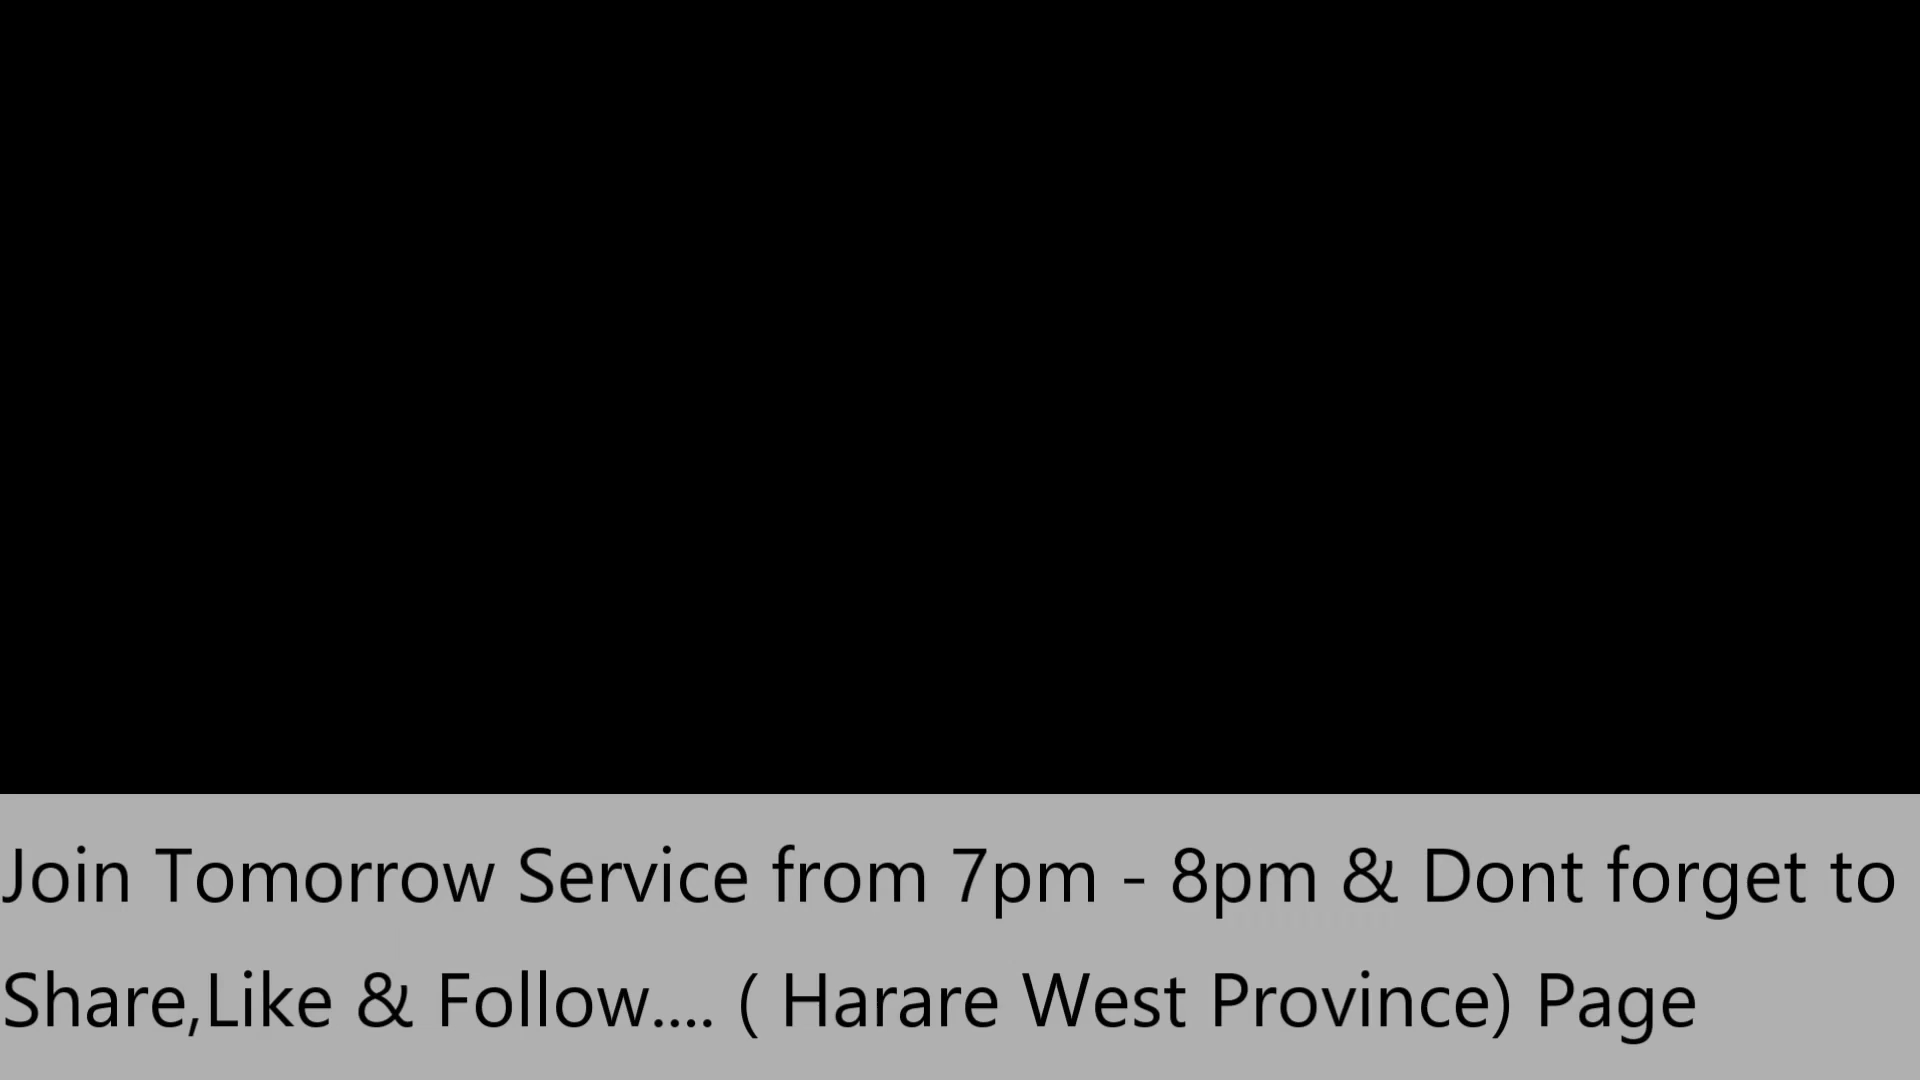 Join Tomorrow Service from 7pm - 8pm & Dont forget to
Share,Like & Follow.... ( Harare West Province) Page